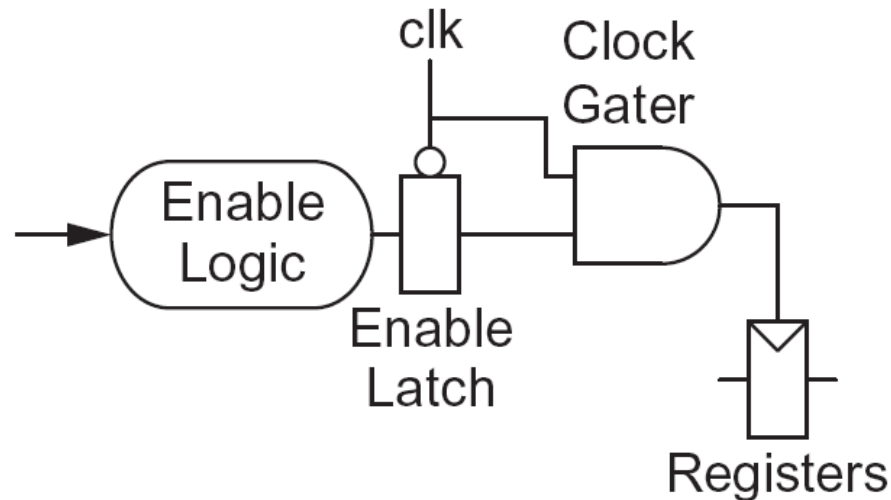 clk
Clock
Gater
Enable
Logic
Enable
Latch
Registers